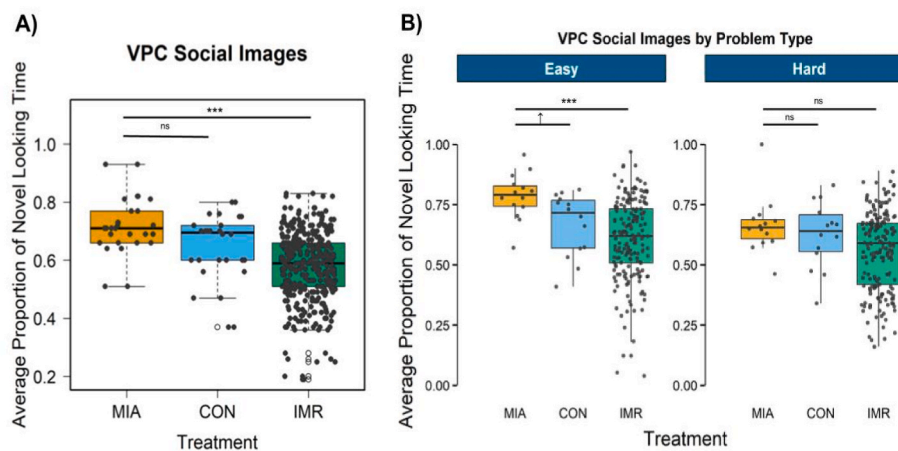 A)
VPC Social Images
Average Proportion of Novel Looking Time
1.0
0.8
0.6
0.4
0.2
***
ns
MIA CON IMR
Treatment
B)
VPC Social Images by Problem Type
Easy Hard
Average Proportion of Novel Looking Time
1.00
0.75
0.50
0.25
0.00
***
†
MIA CON IMR
1.00
0.75
0.50
0.25
0.00
ns
ns
MIA CON IMR
Treatment